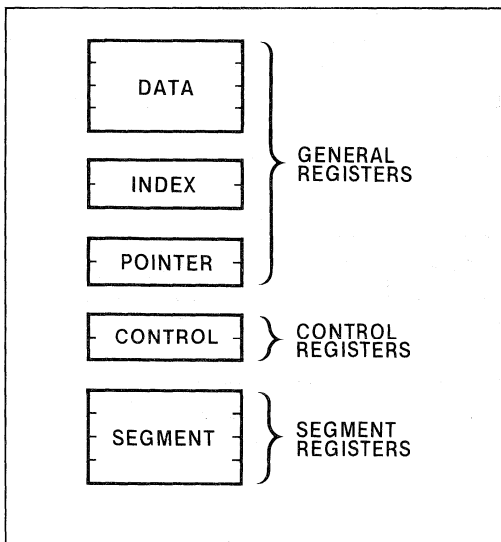 DATA
INDEX
POINTER
GENERAL
REGISTERS
CONTROL
CONTROL
REGISTERS
SEGMENT
SEGMENT
REGISTERS